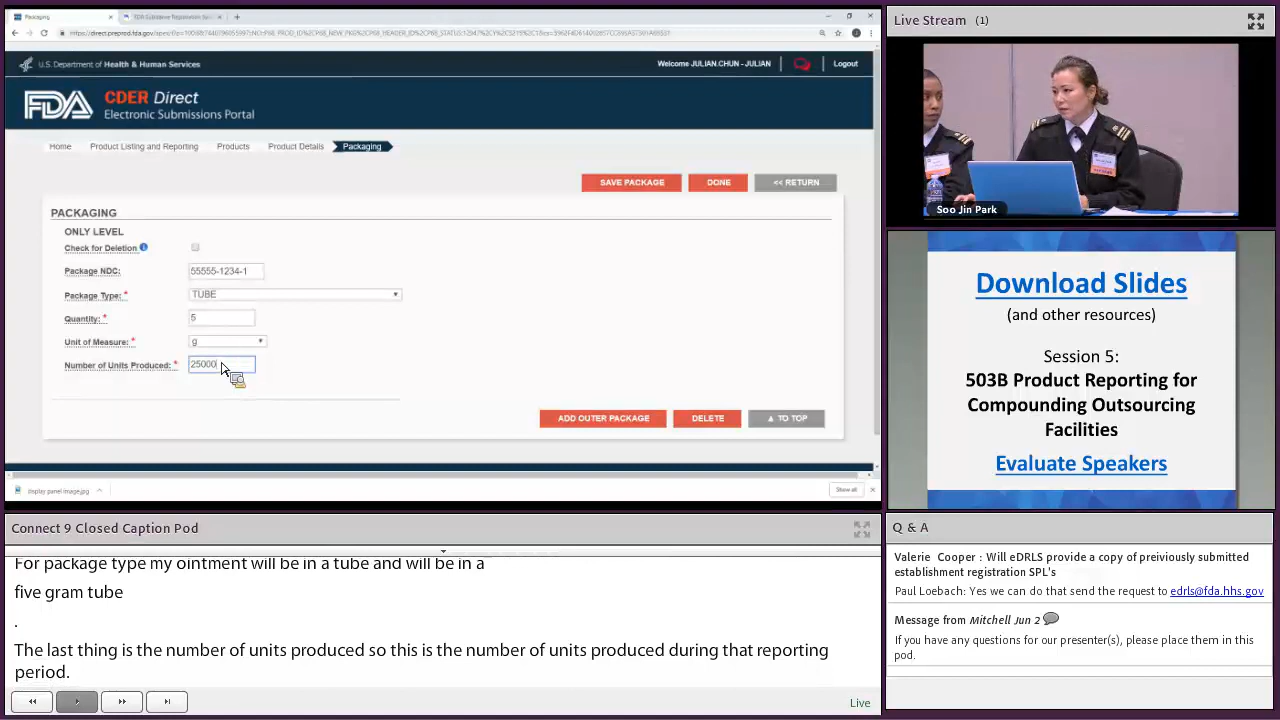 Packaging
U.S. Department of Health & Human Services
Welcome JULIAN.CHUN - JULIAN
Logout
FDA
CDER Direct
Electronic Submissions Portal
Home
Product Listing and Reporting
Products
Product Details
Packaging
SAVE PACKAGE
DONE
<< RETURN
PACKAGING
ONLY LEVEL
Check for Deletion
Package NDC:
55555-1234-1
Package Type: *
TUBE
Quantity: *
5
Unit of Measure: *
g
Number of Units Produced: *
25000
ADD OUTER PACKAGE
DELETE
▲ TO TOP
display panel image.jpg
Show all
Live Stream (1)
Soo Jin Park
Download Slides
(and other resources)
Session 5:
503B Product Reporting for
Compounding Outsourcing
Facilities
Evaluate Speakers
Connect 9 Closed Caption Pod
For package type my ointment will be in a tube and will be in a
five gram tube
.
The last thing is the number of units produced so this is the number of units produced during that reporting
period.
Live
Q & A
Valerie Cooper : Will eDRLS provide a copy of preiviously submitted
establishment registration SPL's
Paul Loebach: Yes we can do that send the request to edrls@fda.hhs.gov
Message from Mitchell Jun 2
If you have any questions for our presenter(s), please place them in this
pod.